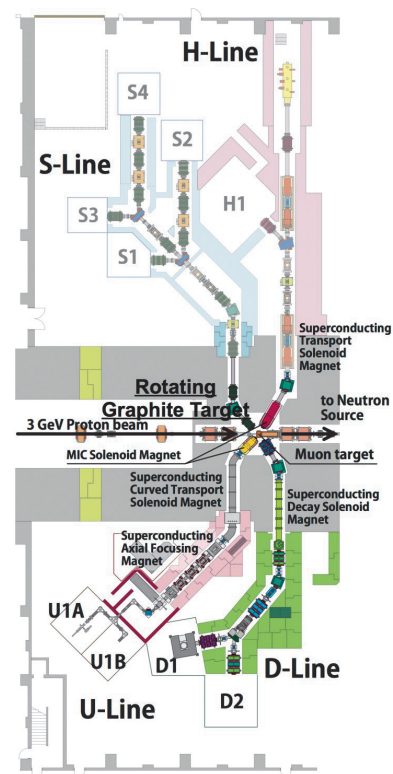 H-Line
S4
S2
S-Line
H1
S3
S1
Superconducting
Transport
Solenoid
Magnet
Rotating
Graphite Target
to Neutron
Source
3 GeV Proton beam
MIC Solenoid Magnet
Muon target
Superconducting
Curved Transport
Solenoid Magnet
Superconducting
Decay Solenoid
Magnet
Superconducting
Axial Focusing
Magnet
U1A
U1B
D1
U-Line
D-Line
D2